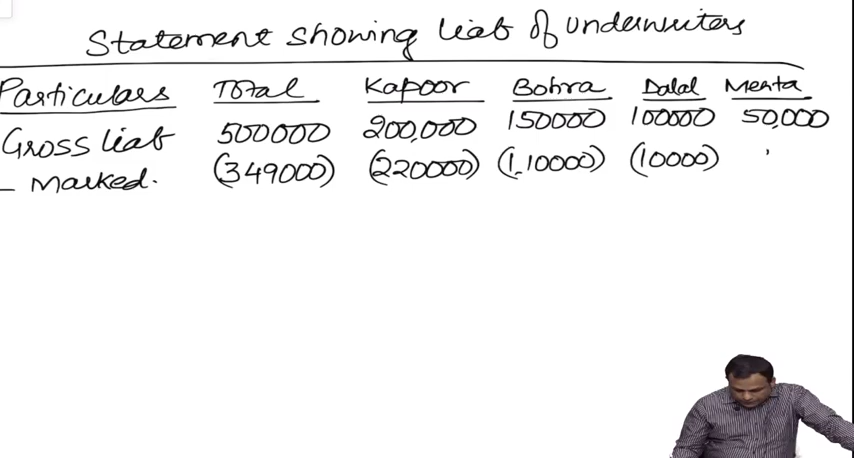 Statement showing liab of underwriters
Particulars Total Kapoor Bohra Dalal Mehta
Gross liab 500000 200,000 150000 100000 50,000
- Marked. (349000) (220000) (1,10000) (10000)